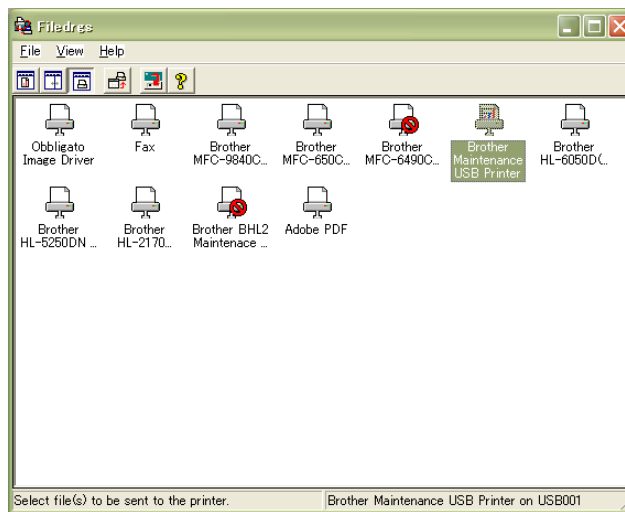 Filedrgs
File View Help
Obbligato
Image Driver
Fax
Brother
MFC-9840C...
Brother
MFC-650C...
Brother
MFC-6490C...
Brother
Maintenance
USB Printer
Brother
HL-6050D(...
Brother
HL-5250DN ...
Brother
HL-2170...
Brother BHL2
Maintenace ...
Adobe PDF
Select file(s) to be sent to the printer.
Brother Maintenance USB Printer on USB001